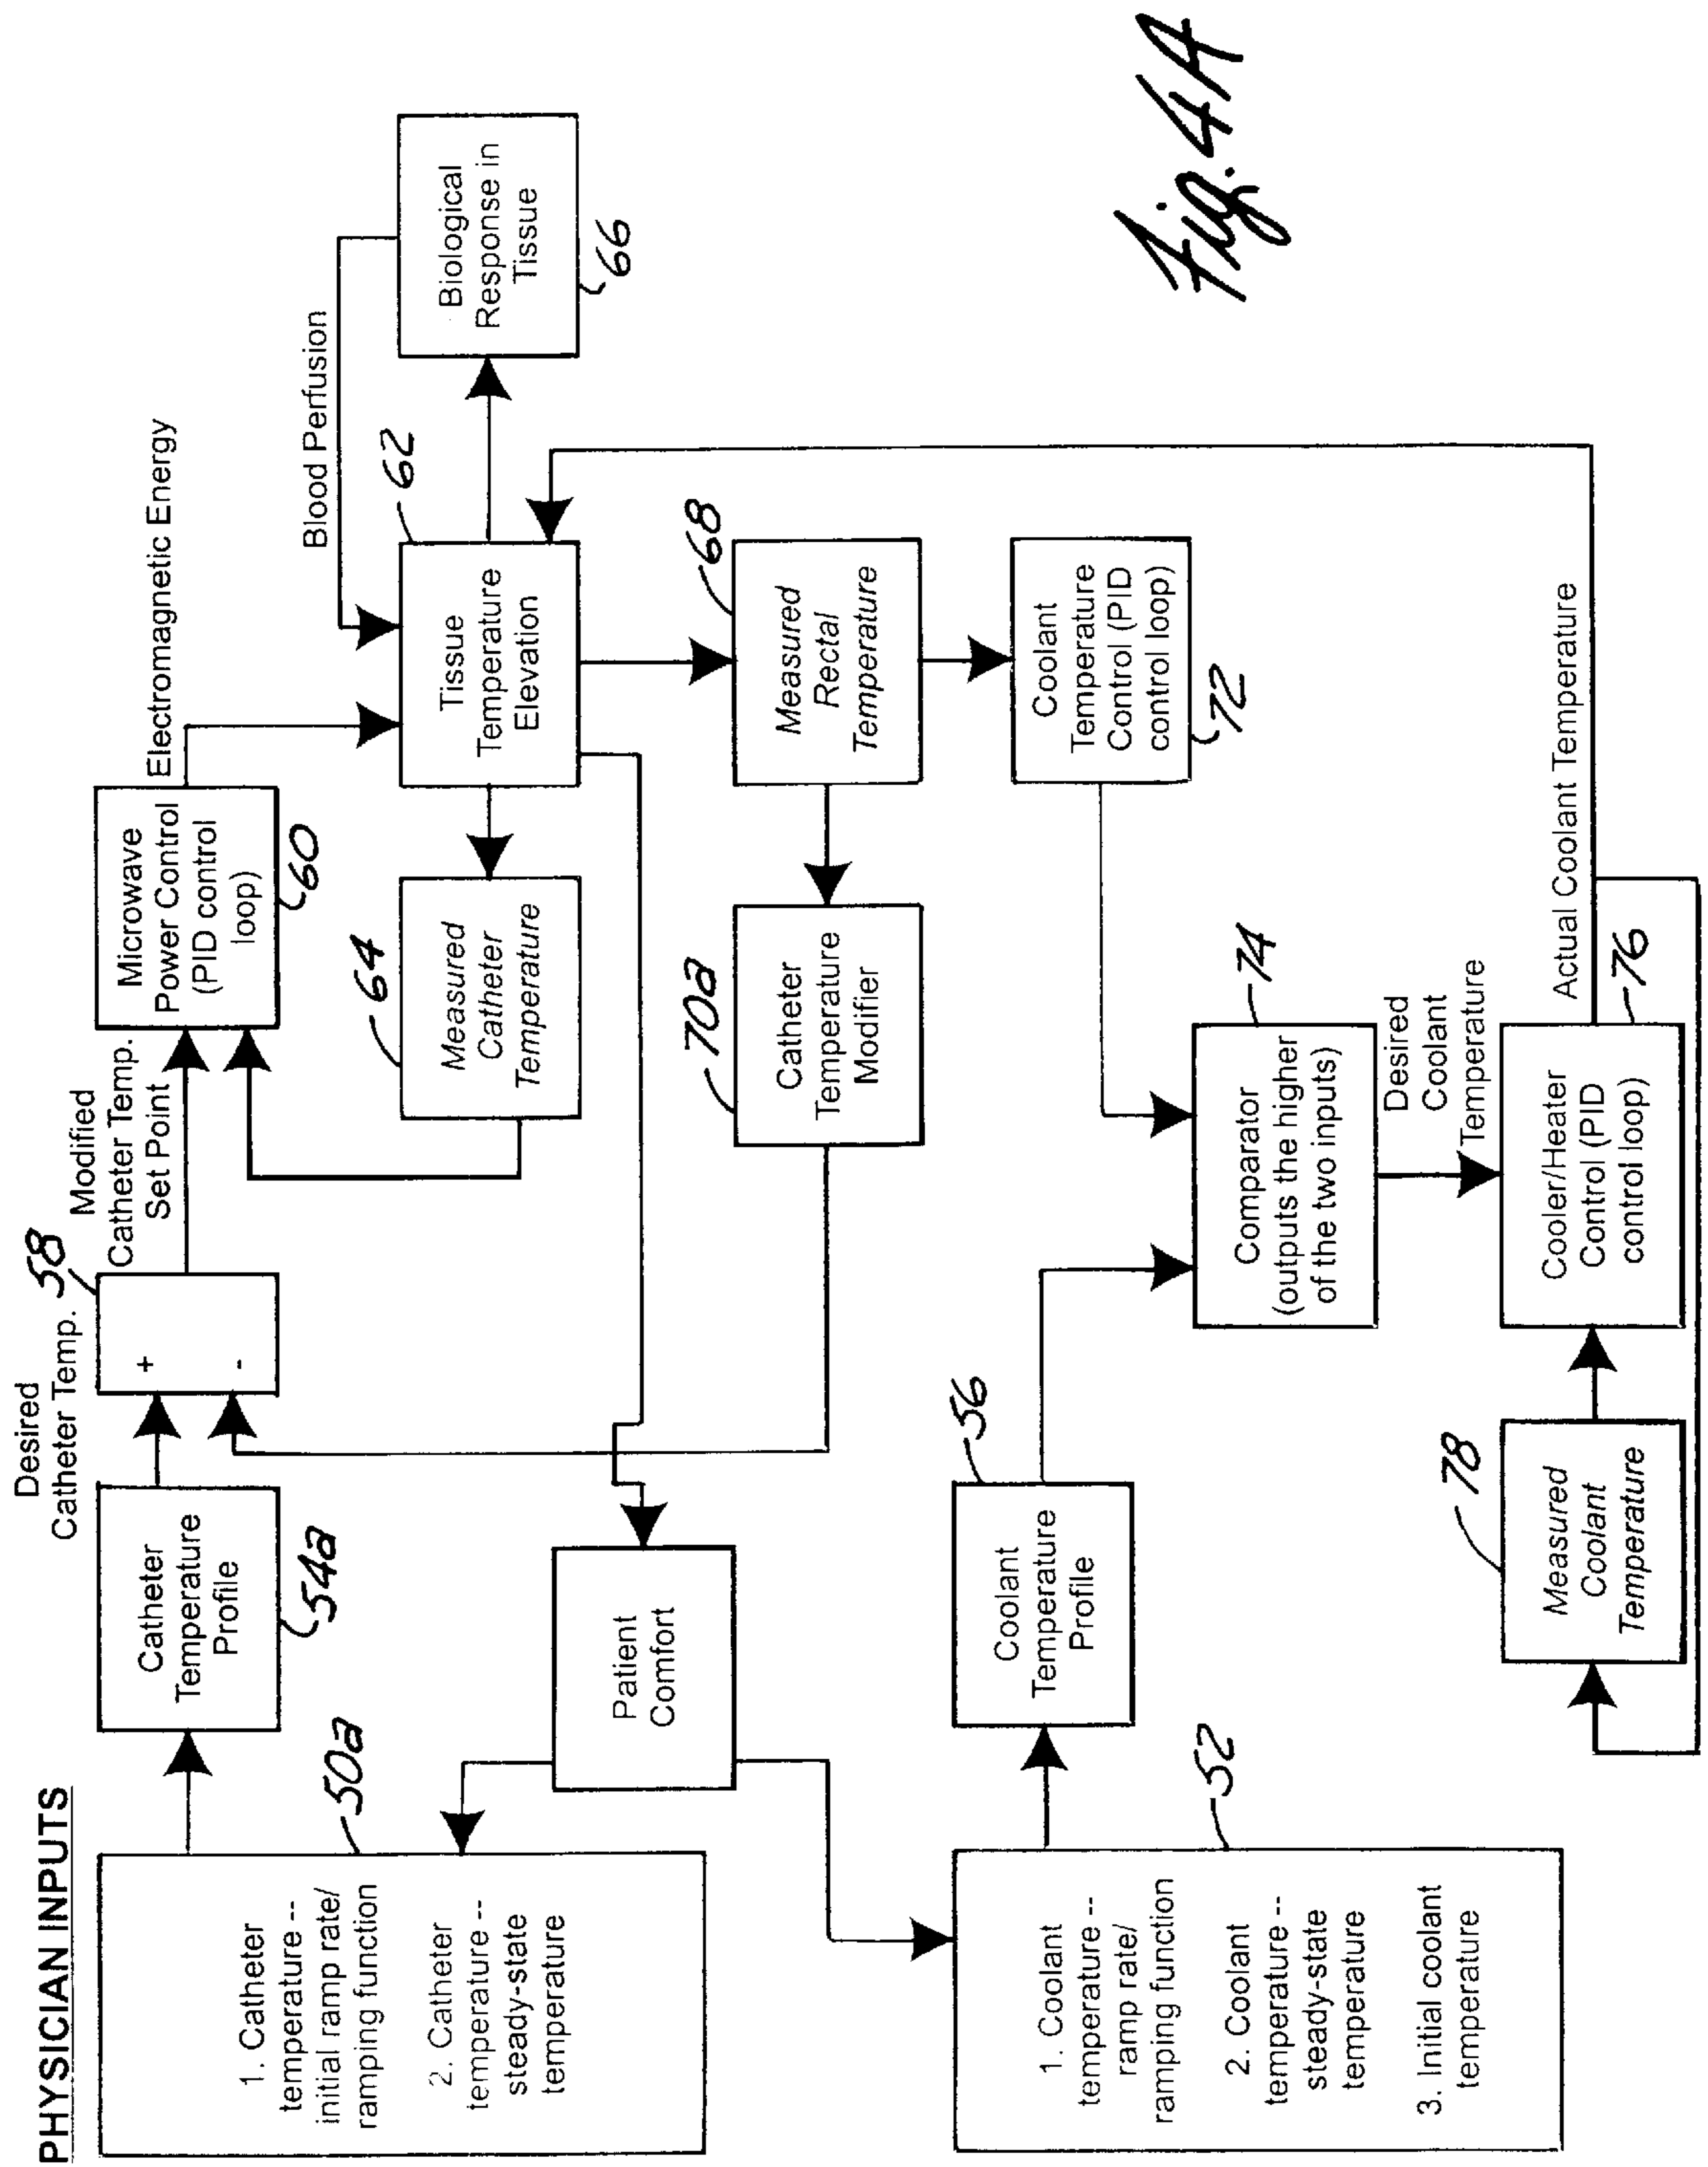 PHYSICIAN INPUTS
1. Catheter
temperature --
initial ramp rate/
ramping function
2. Catheter
temperature --
steady-state
temperature
50a
Catheter
Temperature
Profile
54a
Desired
Catheter Temp.
58
+
-
Modified
Catheter Temp.
Set Point
Microwave
Power Control
(PID control
loop)
60
Electromagnetic Energy
Blood Perfusion
Measured
Catheter
Temperature
64
Tissue
Temperature
Elevation
62
Biological
Response in
Tissue
66
Patient
Comfort
Catheter
Temperature
Modifier
70a
Measured
Rectal
Temperature
68
1. Coolant
temperature --
ramp rate/
ramping function
2. Coolant
temperature --
steady-state
temperature
3. Initial coolant
temperature
52
Coolant
Temperature
Profile
56
Coolant
Temperature
Control (PID
control loop)
72
Comparator
(outputs the higher
of the two inputs)
74
Desired
Coolant
Temperature
Measured
Coolant
Temperature
78
Cooler/Heater
Control (PID
control loop)
76
Actual Coolant Temperature
Fig. 4A